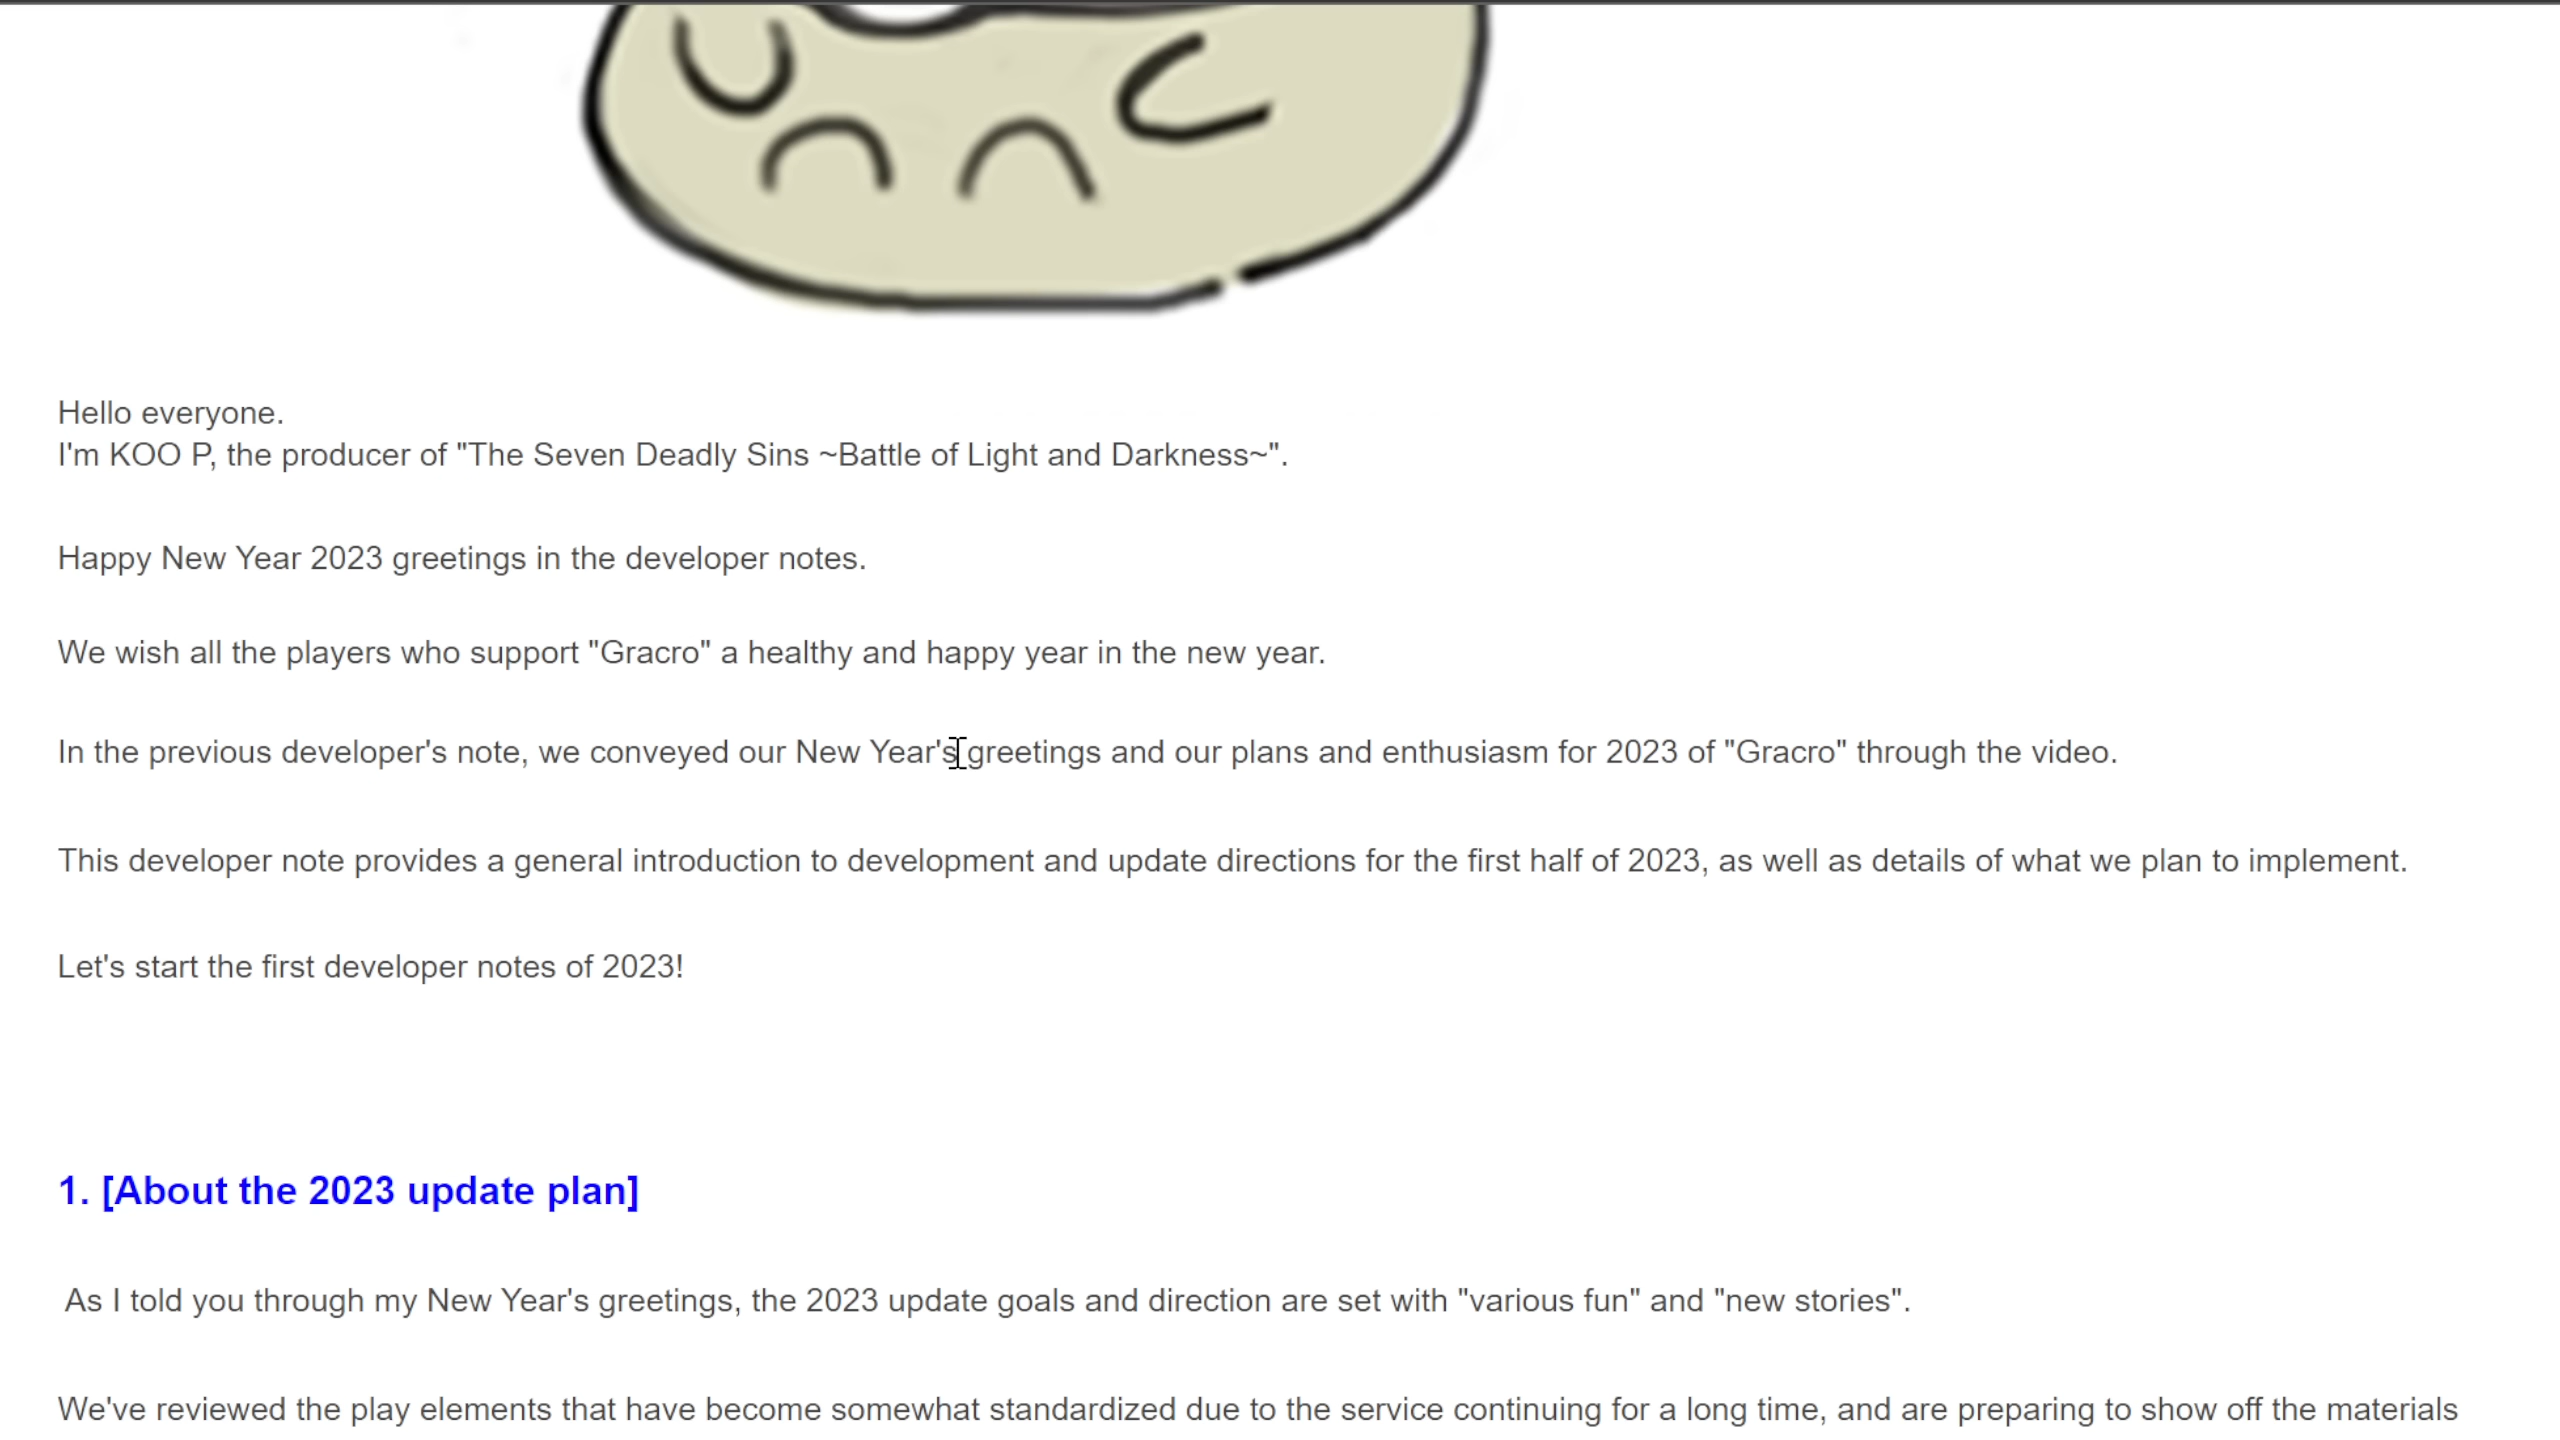 Hello everyone.
I'm KOO P, the producer of "The Seven Deadly Sins ~Battle of Light and Darkness~".
Happy New Year 2023 greetings in the developer notes.
We wish all the players who support "Gracro" a healthy and happy year in the new year.
In the previous developer's note, we conveyed our New Year's greetings and our plans and enthusiasm for 2023 of "Gracro" through the video.
This developer note provides a general introduction to development and update directions for the first half of 2023, as well as details of what we plan to implement.
Let's start the first developer notes of 2023!
1. [About the 2023 update plan]
As I told you through my New Year's greetings, the 2023 update goals and direction are set with "various fun" and "new stories".
We've reviewed the play elements that have become somewhat standardized due to the service continuing for a long time, and are preparing to show off the materials